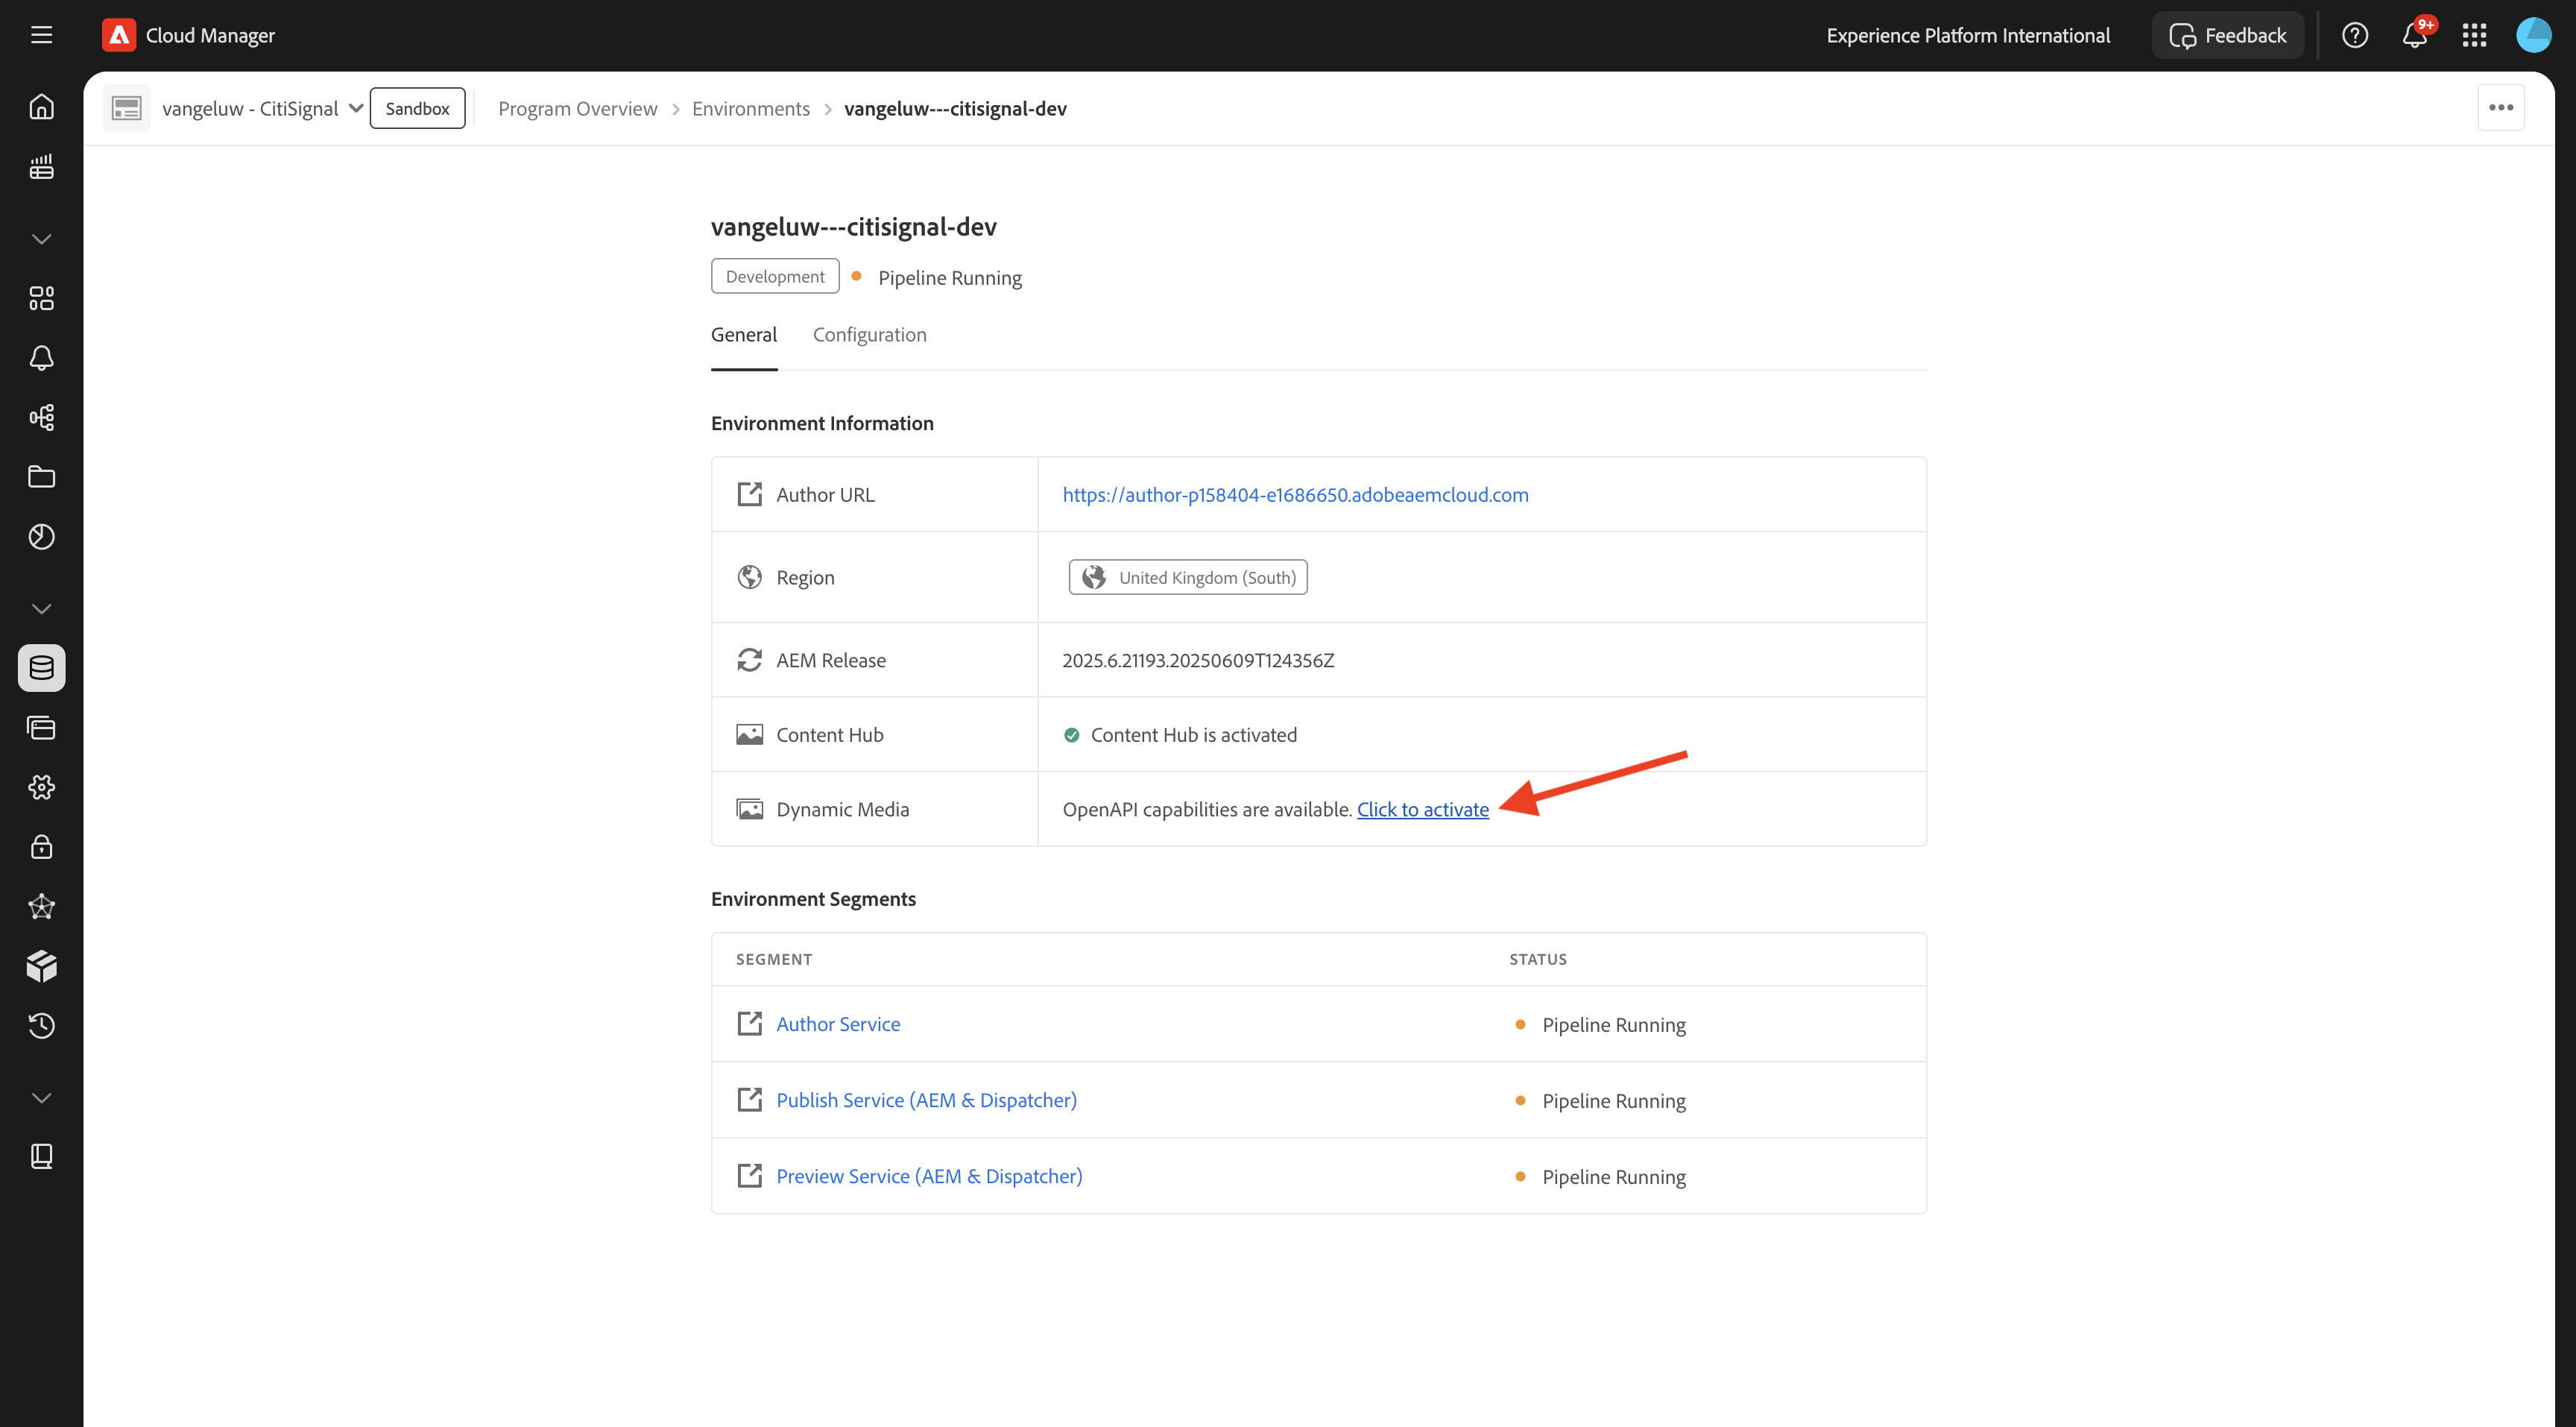 Cloud Manager
Experience Platform International
Feedback
9+
vangeluw - CitiSignal
Sandbox
Program Overview
Environments
vangeluw---citisignal-dev
vangeluw---citisignal-dev
Development
Pipeline Running
General
Configuration
Environment Information
Author URL
https://author-p158404-e1686650.adobeaemcloud.com
Region
United Kingdom (South)
AEM Release
2025.6.21193.20250609T124356Z
Content Hub
Content Hub is activated
Dynamic Media
OpenAPI capabilities are available. Click to activate
Environment Segments
SEGMENT
STATUS
Author Service
Pipeline Running
Publish Service (AEM & Dispatcher)
Pipeline Running
Preview Service (AEM & Dispatcher)
Pipeline Running